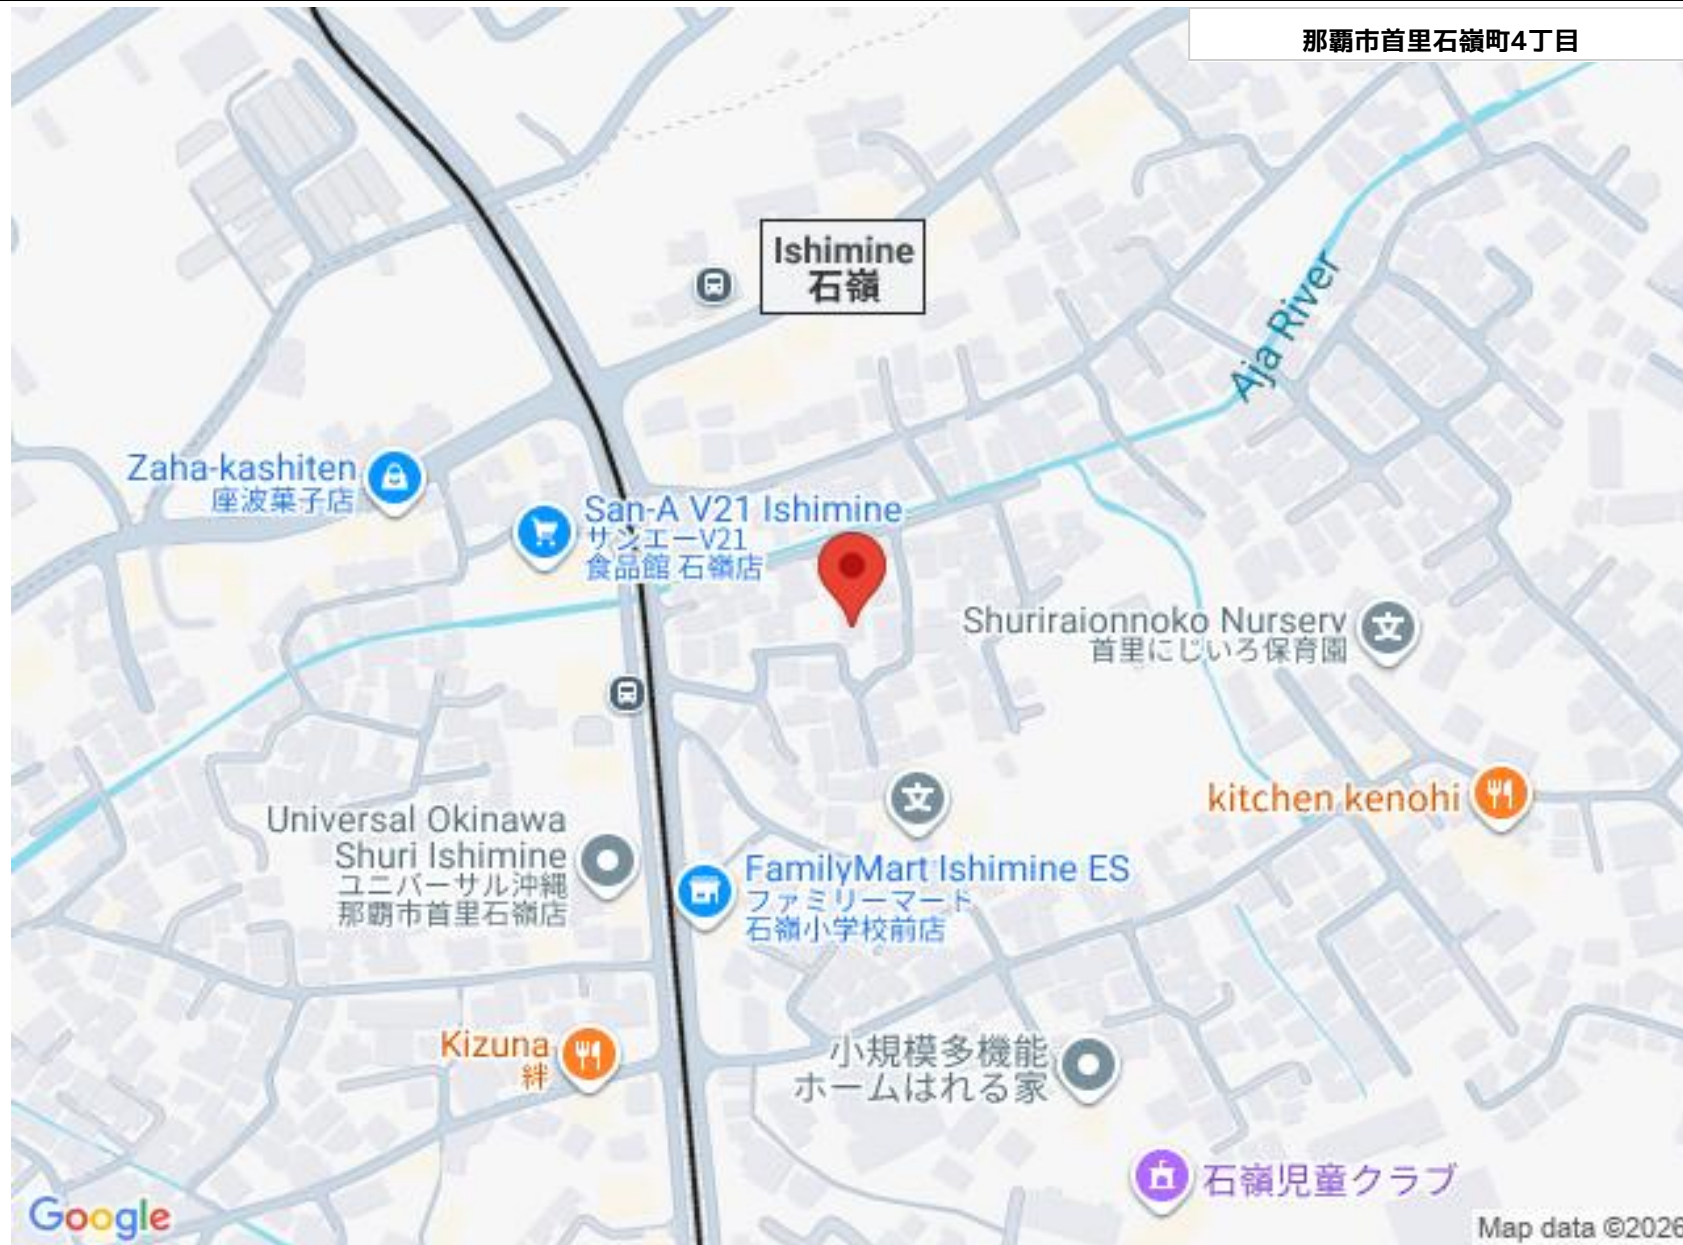 那覇市首里石嶺町4丁目
Ishimine
石嶺
Aja River
Zaha-kashiten
座波菓子店
San-A V21 Ishimine
サンエーV21
食品館 石嶺店
Shuriraionnoko Nurserv
首里にじいろ保育園
kitchen kenohi
Universal Okinawa
Shuri Ishimine
ユニバーサル沖縄
那覇市首里石嶺店
FamilyMart Ishimine ES
ファミリーマート
石嶺小学校前店
Kizuna
絆
小規模多機能
ホームはれる家
石嶺児童クラブ
Google
Map data ©2026